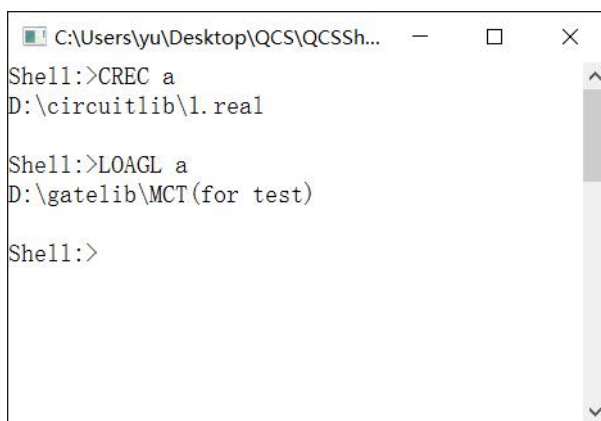 C:\Users\yu\Desktop\QCS\QCSSh...
Shell:>CREC a
D:\circuitlib\1.real
Shell:>LOAGL a
D:\gatelib\MCT(for test)
Shell:>